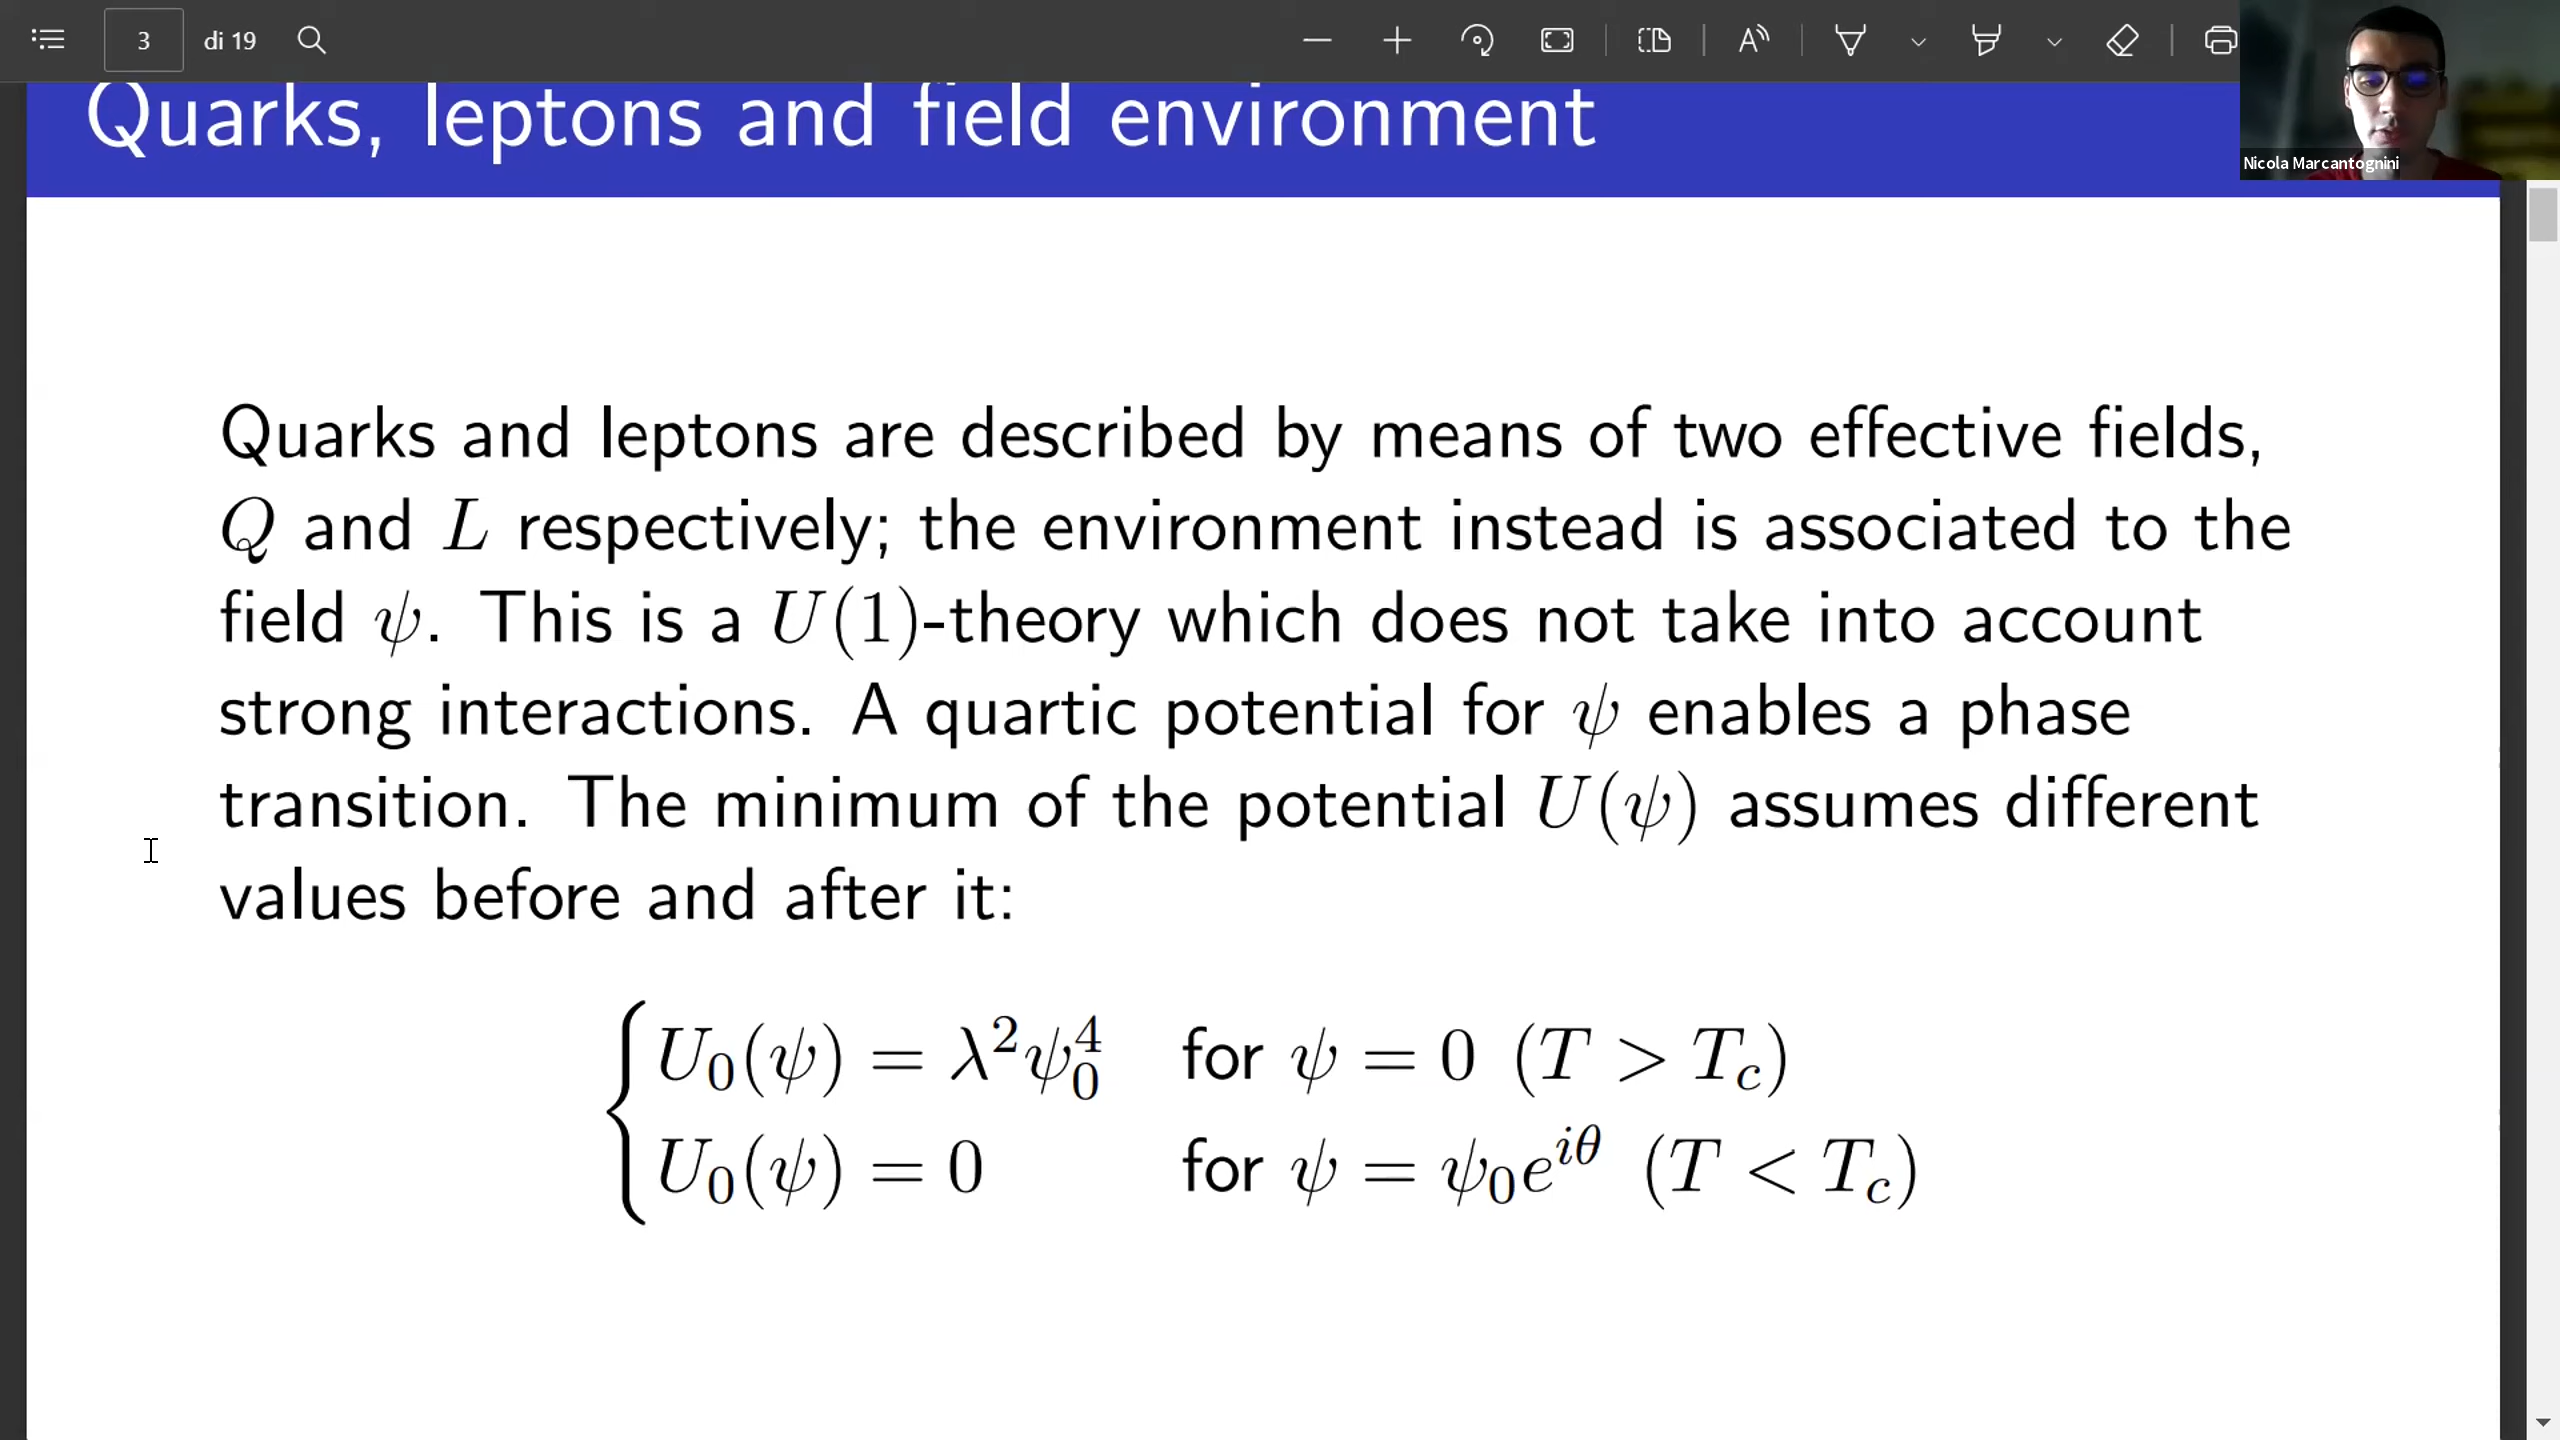 3 di 19
Nicola Marcantognini
Quarks, leptons and field environment
Quarks and leptons are described by means of two effective fields,
Q and L respectively; the environment instead is associated to the
field ψ. This is a U(1)-theory which does not take into account
strong interactions. A quartic potential for ψ enables a phase
transition. The minimum of the potential U(ψ) assumes different
values before and after it:
U₀(ψ) = λ²ψ₀⁴ for ψ = 0 (T > T_c)
U₀(ψ) = 0 for ψ = ψ₀e^{iθ} (T < T_c)